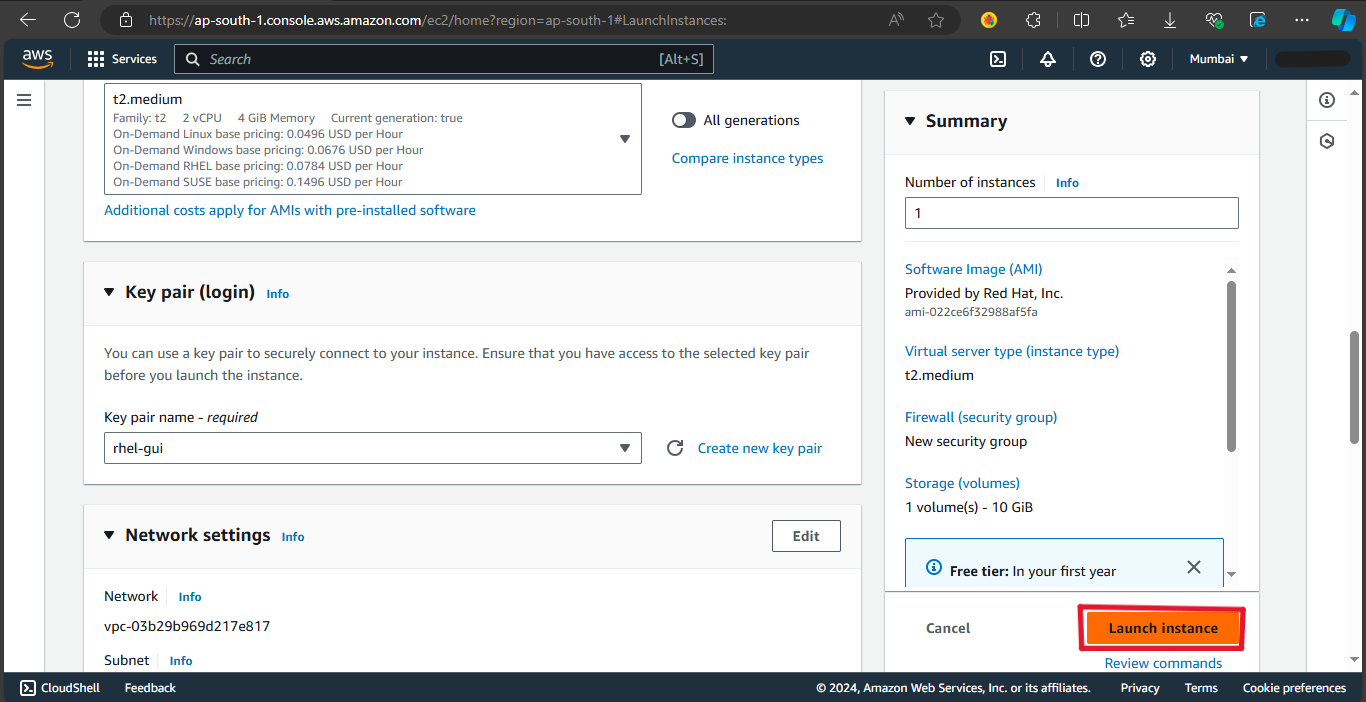 https://ap-south-1.console.aws.amazon.com/ec2/home?region=ap-south-1#LaunchInstances:
aws
Services
Search
[Alt+S]
Mumbai
t2.medium
Family: t2 2 vCPU 4 GiB Memory Current generation: true
On-Demand Linux base pricing: 0.0496 USD per Hour
On-Demand Windows base pricing: 0.0676 USD per Hour
On-Demand RHEL base pricing: 0.0784 USD per Hour
On-Demand SUSE base pricing: 0.1496 USD per Hour
All generations
Compare instance types
Additional costs apply for AMIs with pre-installed software
Key pair (login) Info
You can use a key pair to securely connect to your instance. Ensure that you have access to the selected key pair
before you launch the instance.
Key pair name - required
rhel-gui
Create new key pair
Network settings Info
Edit
Network Info
vpc-03b29b969d217e817
Subnet Info
Summary
Number of instances Info
1
Software Image (AMI)
Provided by Red Hat, Inc.
ami-022ce6f32988af5fa
Virtual server type (instance type)
t2.medium
Firewall (security group)
New security group
Storage (volumes)
1 volume(s) - 10 GiB
Free tier: In your first year
Cancel
Launch instance
Review commands
CloudShell
Feedback
© 2024, Amazon Web Services, Inc. or its affiliates.
Privacy
Terms
Cookie preferences